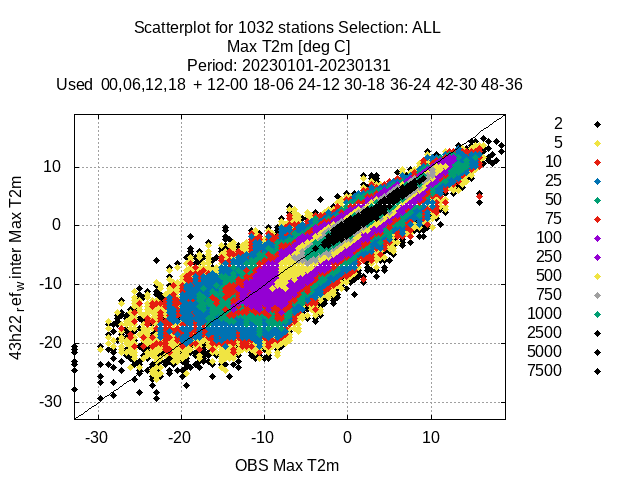 Scatterplot for 1032 stations Selection: ALL
Max T2m [deg C]
Period: 20230101-20230131
Used 00,06,12,18 + 12-00 18-06 24-12 30-18 36-24 42-30 48-36
2
5
10
25
50
75
100
250
500
750
1000
2500
5000
7500
43h22_ref_winter Max T2m
10
0
-10
-20
-30
-30 -20 -10 0 10
OBS Max T2m